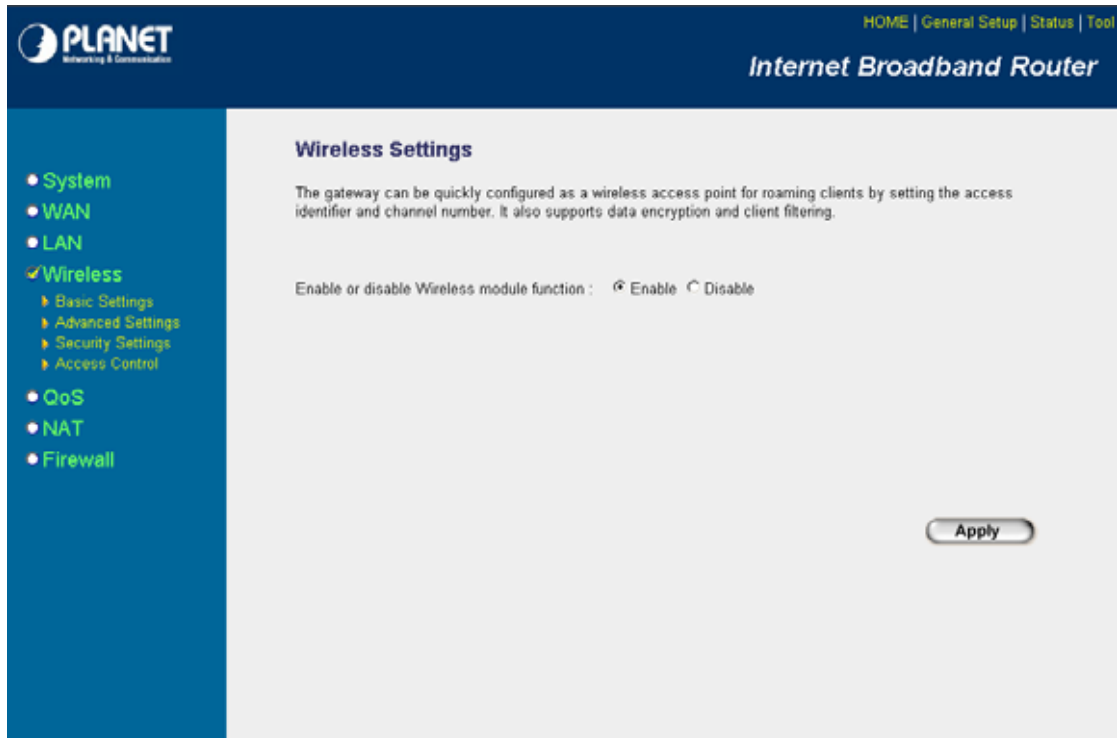 PLANET
Networking & Communication
HOME | General Setup | Status | Tool
Internet Broadband Router
System
WAN
LAN
Wireless
Basic Settings
Advanced Settings
Security Settings
Access Control
QoS
NAT
Firewall
Wireless Settings
The gateway can be quickly configured as a wireless access point for roaming clients by setting the access
identifier and channel number. It also supports data encryption and client filtering.
Enable or disable Wireless module function : Enable Disable
Apply